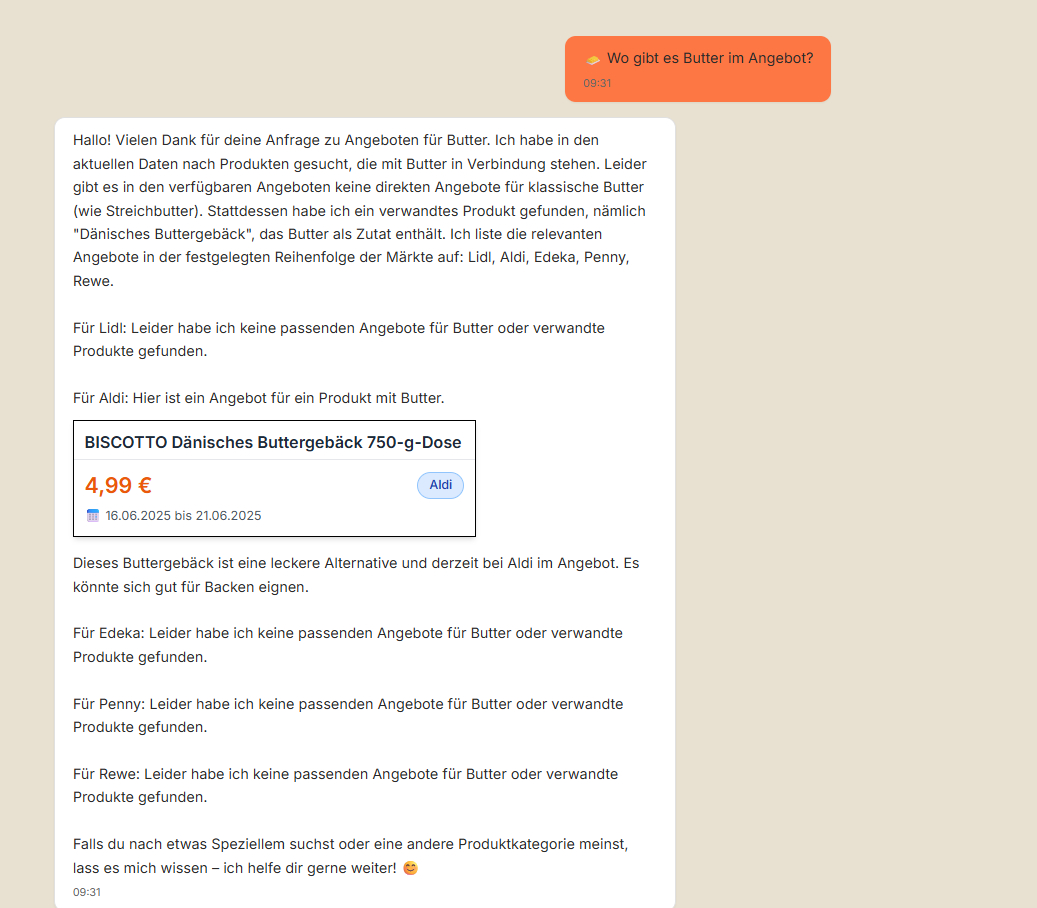 🧈 Wo gibt es Butter im Angebot?
09:31
Hallo! Vielen Dank für deine Anfrage zu Angeboten für Butter. Ich habe in den
aktuellen Daten nach Produkten gesucht, die mit Butter in Verbindung stehen. Leider
gibt es in den verfügbaren Angeboten keine direkten Angebote für klassische Butter
(wie Streichbutter). Stattdessen habe ich ein verwandtes Produkt gefunden, nämlich
"Dänisches Buttergebäck", das Butter als Zutat enthält. Ich liste die relevanten
Angebote in der festgelegten Reihenfolge der Märkte auf: Lidl, Aldi, Edeka, Penny,
Rewe.
Für Lidl: Leider habe ich keine passenden Angebote für Butter oder verwandte
Produkte gefunden.
Für Aldi: Hier ist ein Angebot für ein Produkt mit Butter.
BISCOTTO Dänisches Buttergebäck 750-g-Dose
4,99 € Aldi
16.06.2025 bis 21.06.2025
Dieses Buttergebäck ist eine leckere Alternative und derzeit bei Aldi im Angebot. Es
könnte sich gut für Backen eignen.
Für Edeka: Leider habe ich keine passenden Angebote für Butter oder verwandte
Produkte gefunden.
Für Penny: Leider habe ich keine passenden Angebote für Butter oder verwandte
Produkte gefunden.
Für Rewe: Leider habe ich keine passenden Angebote für Butter oder verwandte
Produkte gefunden.
Falls du nach etwas Speziellem suchst oder eine andere Produktkategorie meinst,
lass es mich wissen – ich helfe dir gerne weiter! 😊
09:31